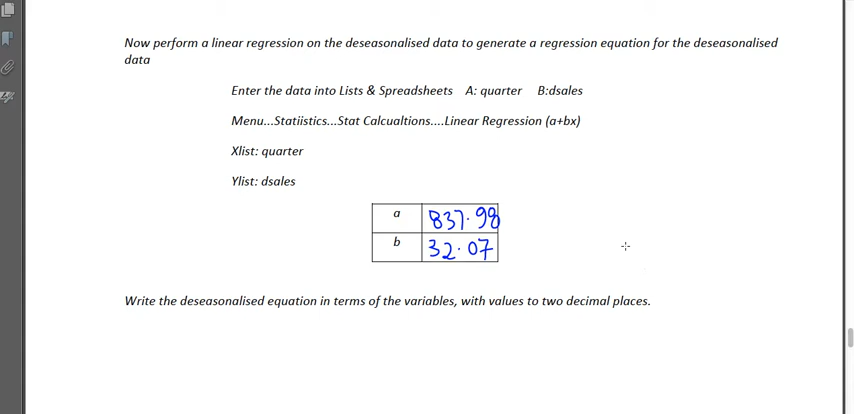 Now perform a linear regression on the deseasonalised data to generate a regression equation for the deseasonalised
data
Enter the data into Lists & Spreadsheets A: quarter B:dsales
Menu...Statiistics...Stat Calcualtions....Linear Regression (a+bx)
Xlist: quarter
Ylist: dsales
a 837.98
b 32.07
Write the deseasonalised equation in terms of the variables, with values to two decimal places.